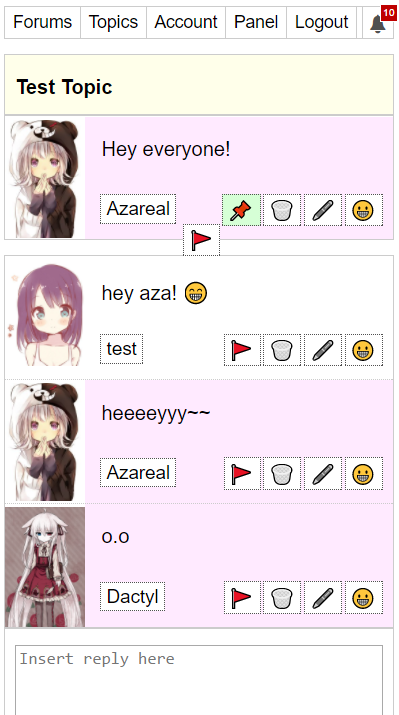 Forums Topics Account Panel Logout 10
Test Topic
Hey everyone!
Azareal
hey aza! 😁
test
heeeeyyy~~
Azareal
o.o
Dactyl
Insert reply here